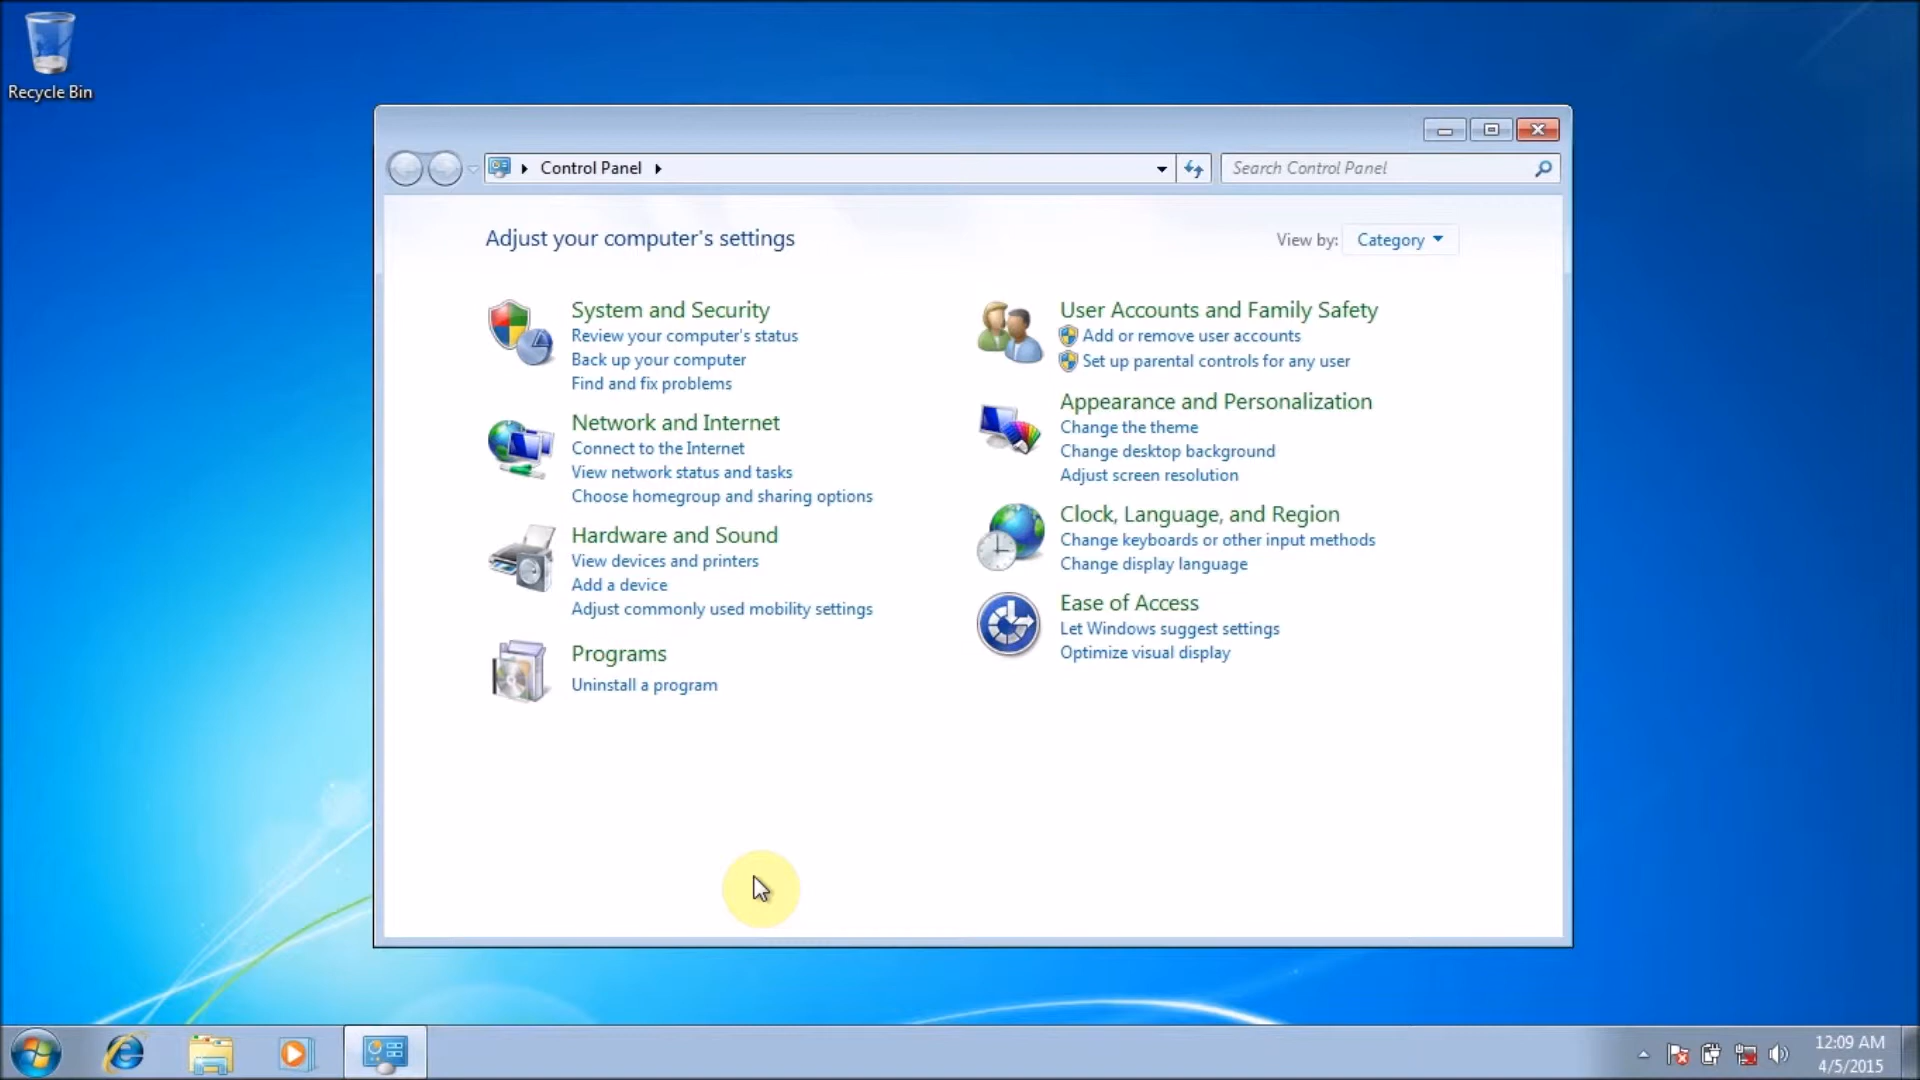 Recycle Bin
Control Panel
Search Control Panel
Adjust your computer's settings
View by: Category
System and Security
Review your computer's status
Back up your computer
Find and fix problems
Network and Internet
Connect to the Internet
View network status and tasks
Choose homegroup and sharing options
Hardware and Sound
View devices and printers
Add a device
Adjust commonly used mobility settings
Programs
Uninstall a program
User Accounts and Family Safety
Add or remove user accounts
Set up parental controls for any user
Appearance and Personalization
Change the theme
Change desktop background
Adjust screen resolution
Clock, Language, and Region
Change keyboards or other input methods
Change display language
Ease of Access
Let Windows suggest settings
Optimize visual display
12:09 AM
4/5/2015